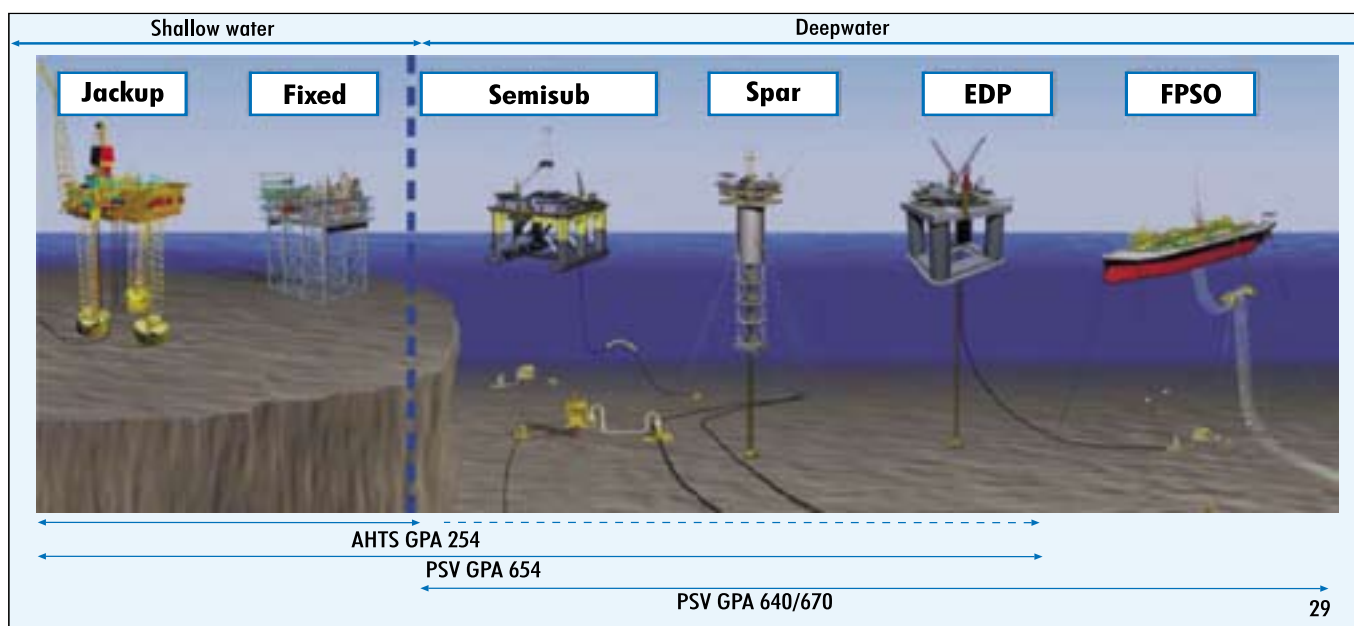 Shallow water Deepwater
Jackup Fixed Semisub Spar EDP FPSO
AHTS GPA 254
PSV GPA 654
PSV GPA 640/670
29